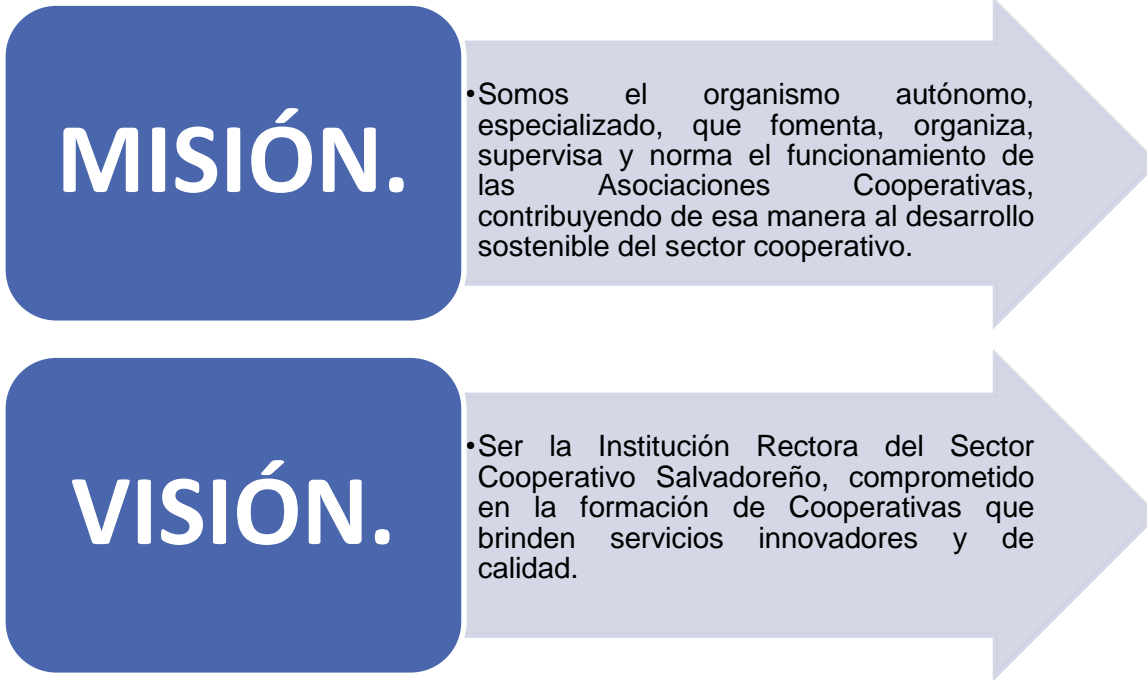 MISIÓN.
•Somos el organismo autónomo,
especializado, que fomenta, organiza,
supervisa y norma el funcionamiento de
las Asociaciones Cooperativas,
contribuyendo de esa manera al desarrollo
sostenible del sector cooperativo.
VISIÓN.
•Ser la Institución Rectora del Sector
Cooperativo Salvadoreño, comprometido
en la formación de Cooperativas que
brinden servicios innovadores y de
calidad.